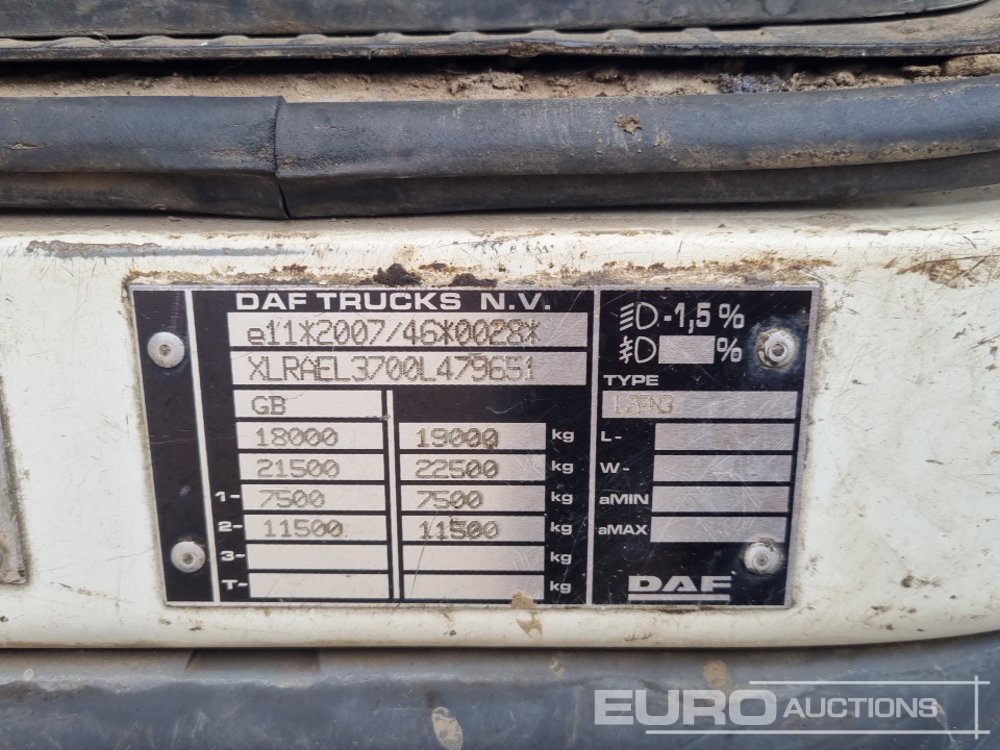 DAF TRUCKS N.V.
e11*2007/46*0028*
XLRAEL3700L479651
GB
18000 19000 kg
21500 22500 kg
1- 7500 7500 kg
2- 11500 11500 kg
3- kg
T- kg
-1,5 %
%
TYPE
L-
W-
aMIN
aMAX
DAF
EURO AUCTIONS